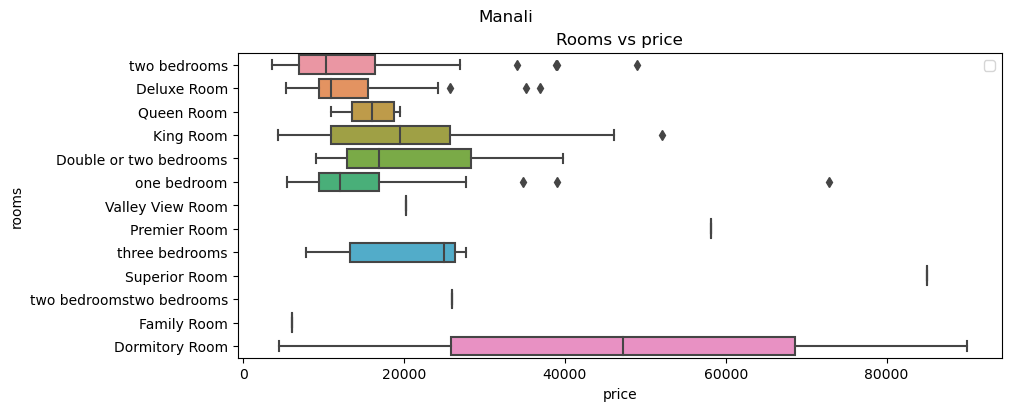 Manali
Rooms vs price
two bedrooms
Deluxe Room
Queen Room
King Room
Double or two bedrooms
one bedroom
Valley View Room
Premier Room
three bedrooms
Superior Room
two bedroomstwo bedrooms
Family Room
Dormitory Room
rooms
0 20000 40000 60000 80000
price